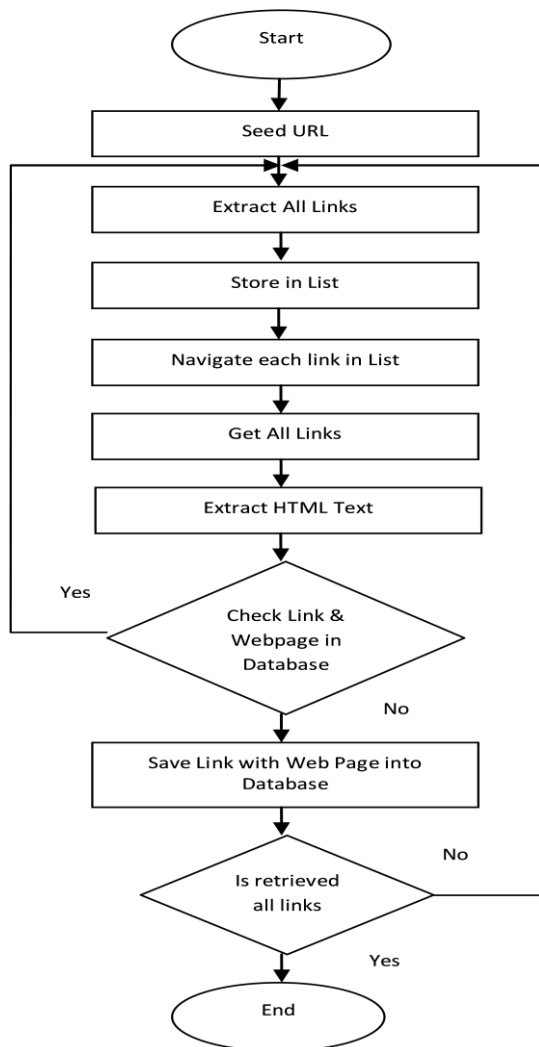 Start
Seed URL
Extract All Links
Store in List
Navigate each link in List
Get All Links
Extract HTML Text
Yes
Check Link &
Webpage in
Database
No
Save Link with Web Page into
Database
No
Is retrieved
all links
Yes
End